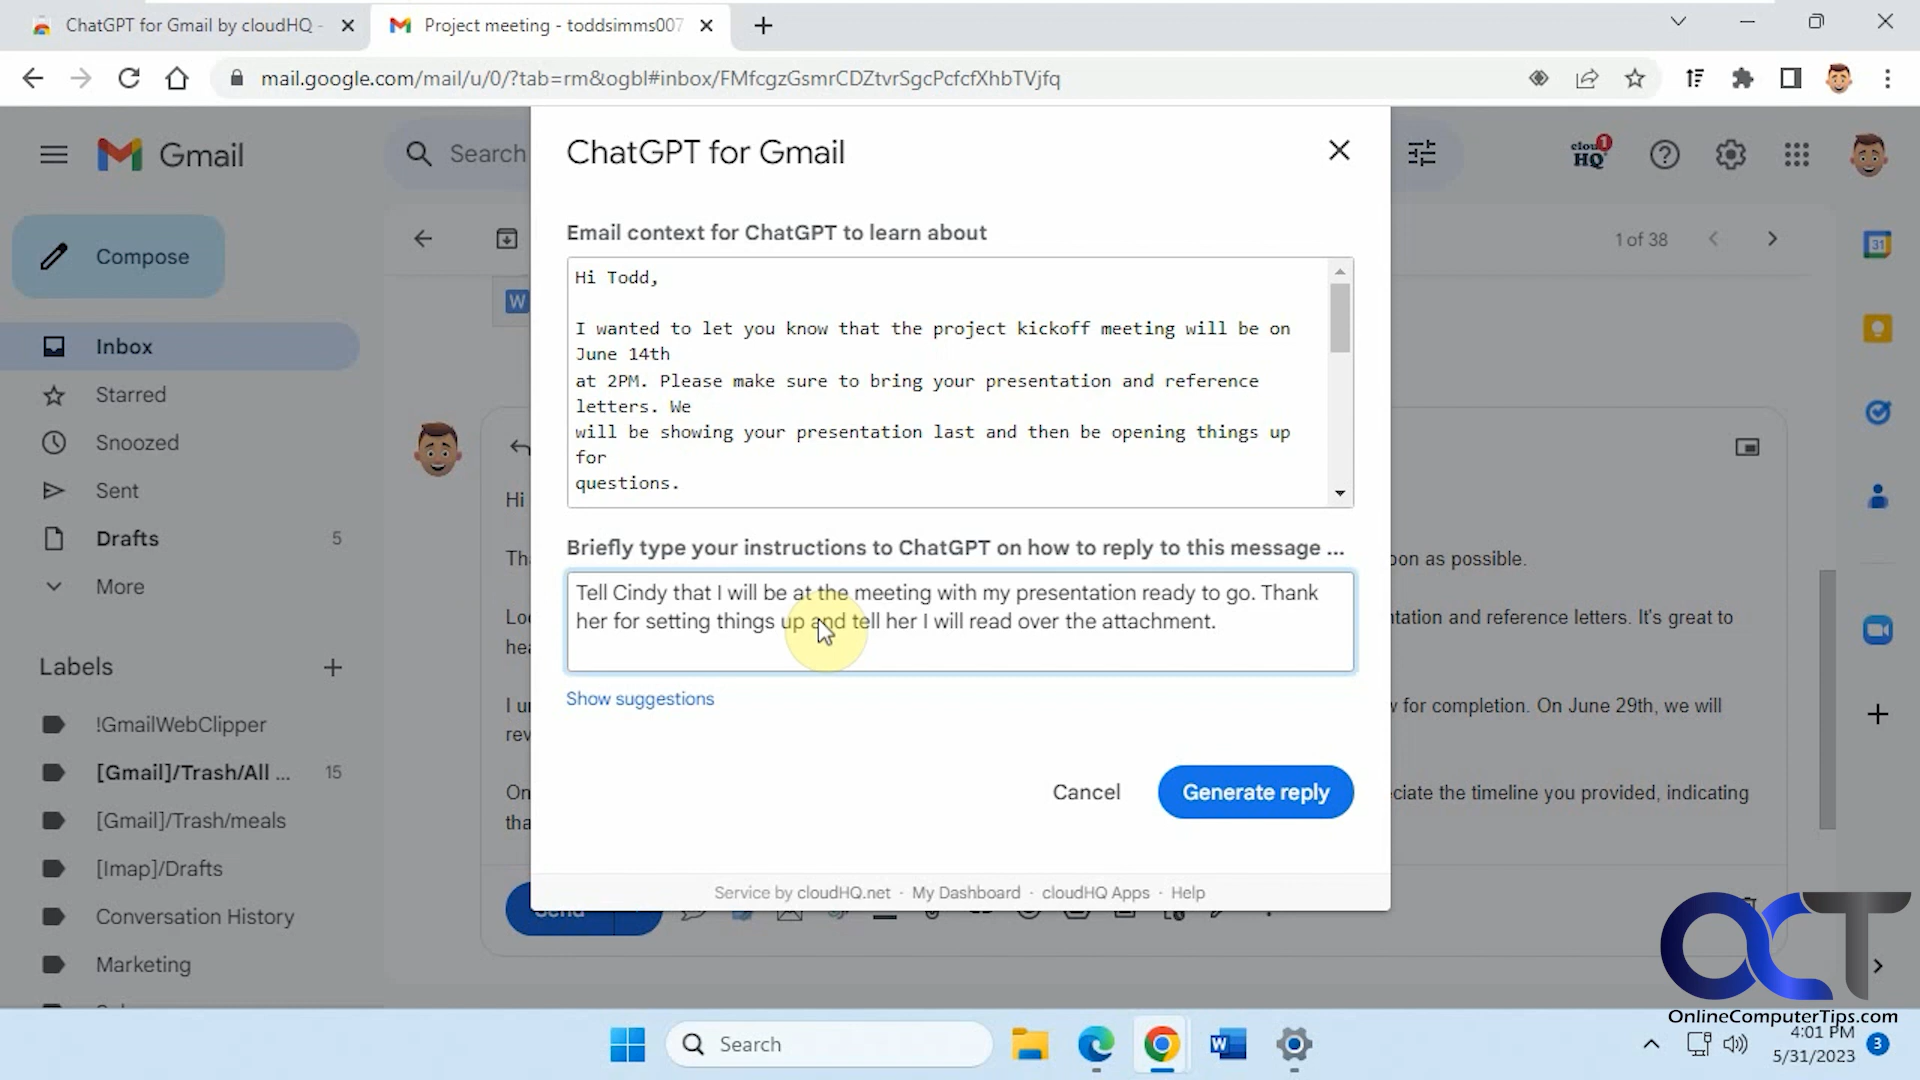 ChatGPT for Gmail by cloudHQ -
Project meeting - toddsimms007
mail.google.com/mail/u/0/?tab=rm&ogbl#inbox/FMfcgzGsmrCDZtvrSgcPcfcfXhbTVjfq
Gmail
Search
cloud
HQ
1
Compose
1 of 38
31
Inbox
Starred
Snoozed
Sent
Drafts 5
More
Labels
!GmailWebClipper
[Gmail]/Trash/All ... 15
[Gmail]/Trash/meals
[Imap]/Drafts
Conversation History
Marketing
W
Hi
oon as possible.
tation and reference letters. It's great to
I
w for completion. On June 29th, we will
ciate the timeline you provided, indicating
Send
ChatGPT for Gmail
Email context for ChatGPT to learn about
Hi Todd,
I wanted to let you know that the project kickoff meeting will be on
June 14th
at 2PM. Please make sure to bring your presentation and reference
letters. We
will be showing your presentation last and then be opening things up
for
questions.
Briefly type your instructions to ChatGPT on how to reply to this message ...
Tell Cindy that I will be at the meeting with my presentation ready to go. Thank
her for setting things up and tell her I will read over the attachment.
Show suggestions
Cancel
Generate reply
Service by cloudHQ.net · My Dashboard · cloudHQ Apps · Help
OCT
OnlineComputerTips.com
Search
W
4:01 PM
5/31/2023
3